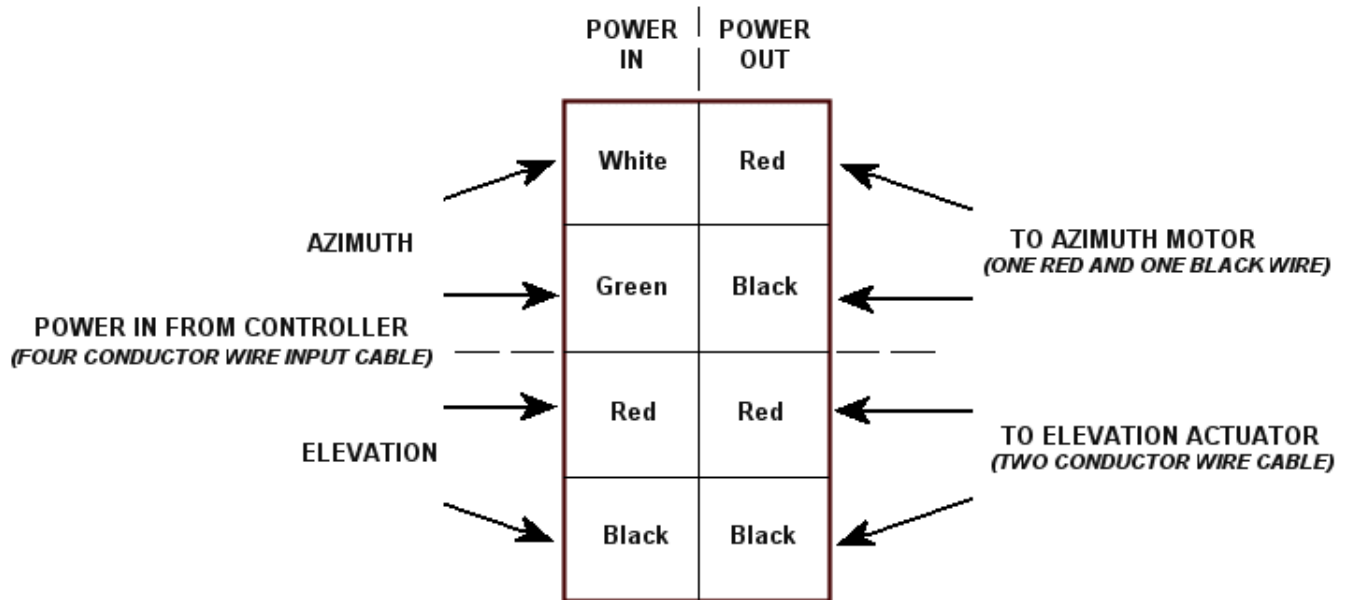 POWER IN
POWER OUT
White Red
AZIMUTH
TO AZIMUTH MOTOR
(ONE RED AND ONE BLACK WIRE)
Green Black
POWER IN FROM CONTROLLER
(FOUR CONDUCTOR WIRE INPUT CABLE)
Red Red
ELEVATION
TO ELEVATION ACTUATOR
(TWO CONDUCTOR WIRE CABLE)
Black Black